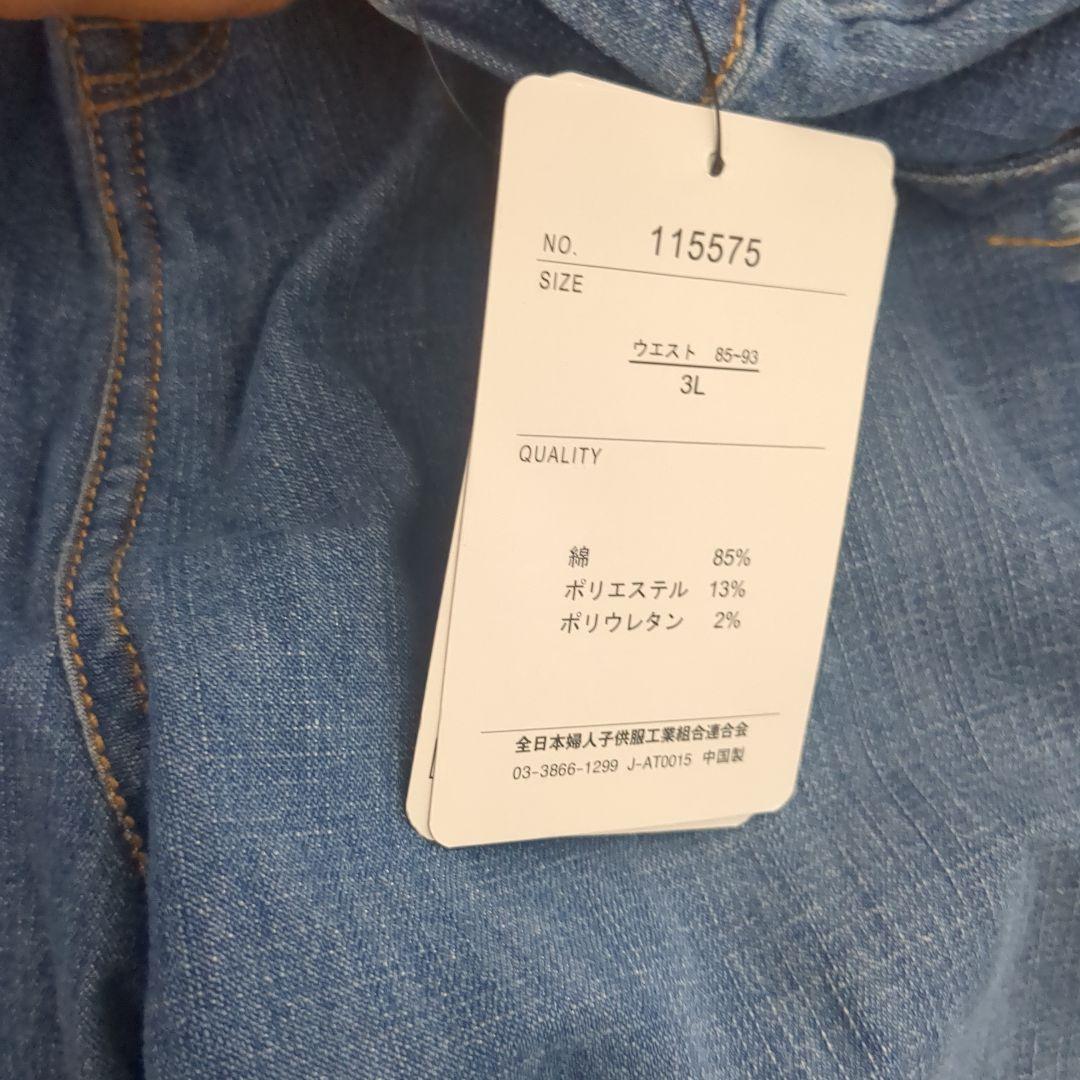 NO. 115575
SIZE
ウエスト 85~93
3L
QUALITY
綿 85%
ポリエステル 13%
ポリウレタン 2%
全日本婦人子供服工業組合連合会
03-3866-1299 J-AT0015 中国製